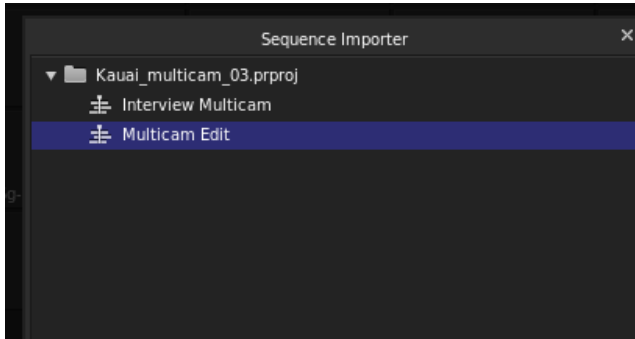 Sequence Importer
Kauai_multicam_03.prproj
Interview Multicam
Multicam Edit